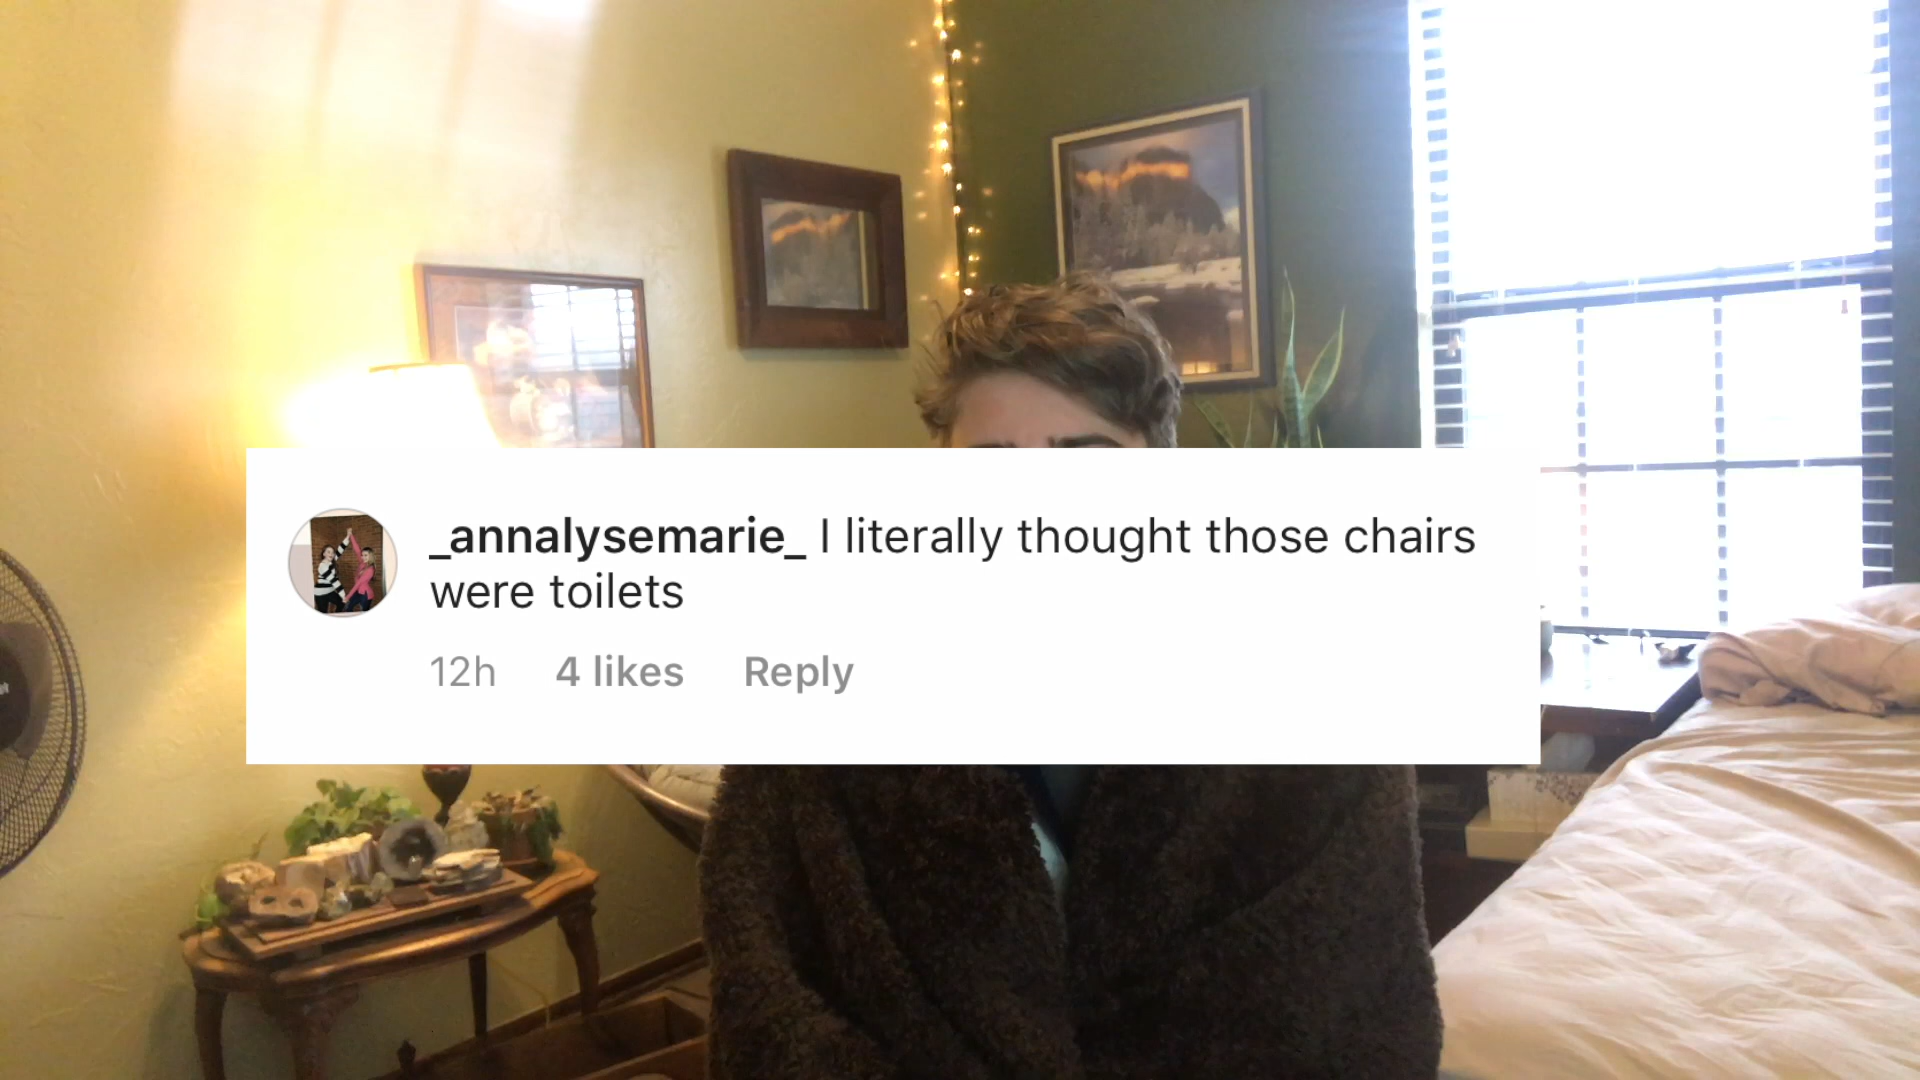 _annalysemarie_ I literally thought those chairs
were toilets
12h 4 likes Reply